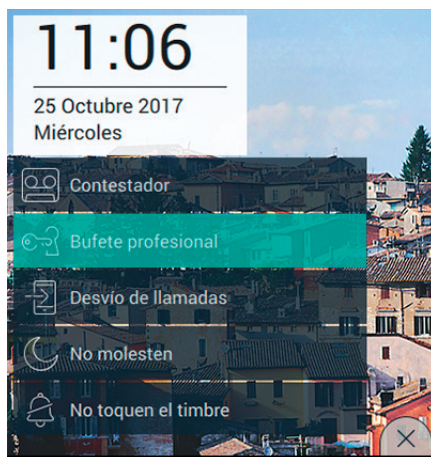 11:06
25 Octubre 2017
Miércoles
Contestador
Bufete profesional
Desvío de llamadas
No molesten
No toquen el timbre